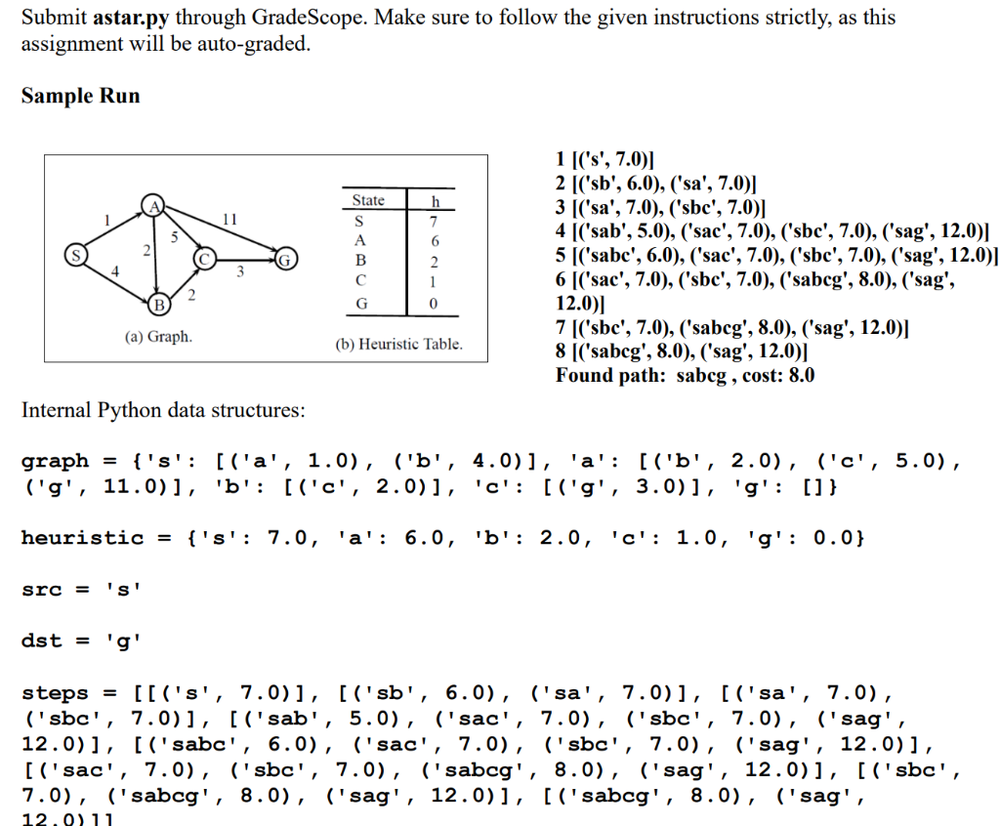 Submit astar.py through GradeScope. Make sure to follow the given instructions strictly, as this
assignment will be auto-graded.
Sample Run
A
1
11
5
S
2
C
G
4
3
2
B
(a) Graph.
State h
S 7
A 6
B 2
C 1
G 0
(b) Heuristic Table.
1 [('s', 7.0)]
2 [('sb', 6.0), ('sa', 7.0)]
3 [('sa', 7.0), ('sbc', 7.0)]
4 [('sab', 5.0), ('sac', 7.0), ('sbc', 7.0), ('sag', 12.0)]
5 [('sabc', 6.0), ('sac', 7.0), ('sbc', 7.0), ('sag', 12.0)]
6 [('sac', 7.0), ('sbc', 7.0), ('sabcg', 8.0), ('sag',
12.0)]
7 [('sbc', 7.0), ('sabcg', 8.0), ('sag', 12.0)]
8 [('sabcg', 8.0), ('sag', 12.0)]
Found path: sabcg , cost: 8.0
Internal Python data structures:
graph = {'s': [('a', 1.0), ('b', 4.0)], 'a': [('b', 2.0), ('c', 5.0),
('g', 11.0)], 'b': [('c', 2.0)], 'c': [('g', 3.0)], 'g': []}
heuristic = {'s': 7.0, 'a': 6.0, 'b': 2.0, 'c': 1.0, 'g': 0.0}
src = 's'
dst = 'g'
steps = [[('s', 7.0)], [('sb', 6.0), ('sa', 7.0)], [('sa', 7.0),
('sbc', 7.0)], [('sab', 5.0), ('sac', 7.0), ('sbc', 7.0), ('sag',
12.0)], [('sabc', 6.0), ('sac', 7.0), ('sbc', 7.0), ('sag', 12.0)],
[('sac', 7.0), ('sbc', 7.0), ('sabcg', 8.0), ('sag', 12.0)], [('sbc',
7.0), ('sabcg', 8.0), ('sag', 12.0)], [('sabcg', 8.0), ('sag',
12.0)]]